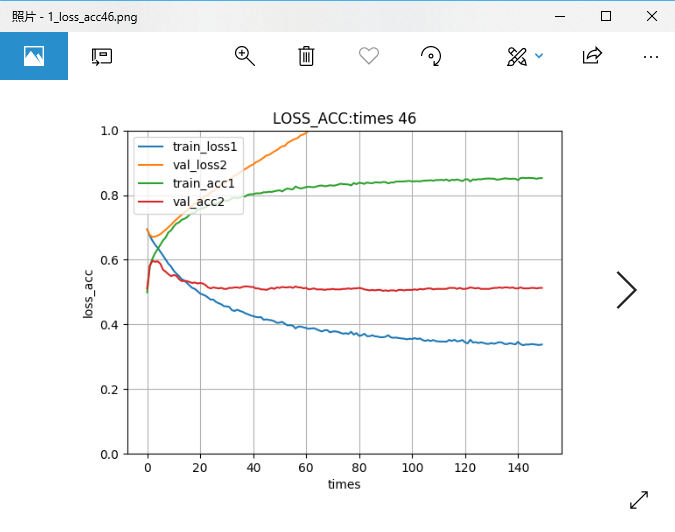 照片 - 1_loss_acc46.png
LOSS_ACC:times 46
1.0
train_loss1
val_loss2
train_acc1
val_acc2
0.8
0.6
0.4
0.2
0.0
loss_acc
0 20 40 60 80 100 120 140
times